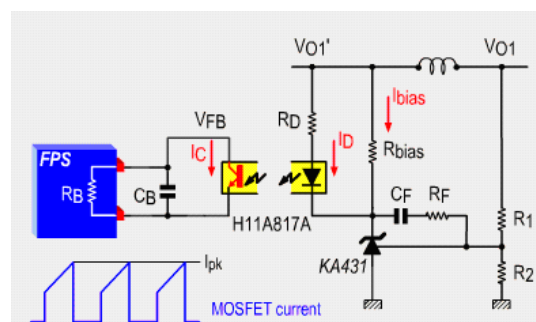 VO1' VO1
Ibias
RD
VFB
IC ID
Rbias
FPS
RB CB
CF RF
H11A817A
R1
KA431
R2
Ipk
MOSFET current